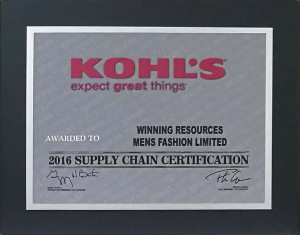 KOHL'S
expect great things
AWARDED TO
WINNING RESOURCES
MENS FASHION LIMITED
2016 SUPPLY CHAIN CERTIFICATION